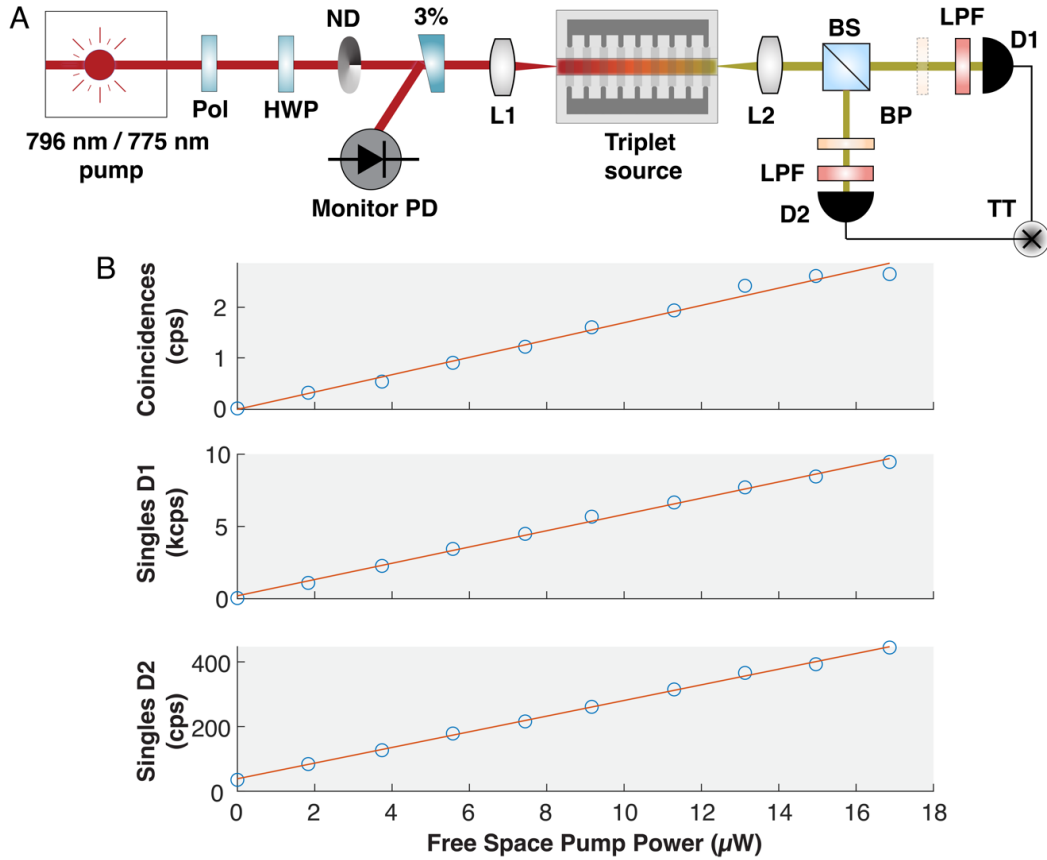 A
796 nm / 775 nm
pump
Pol
HWP
ND
3%
Monitor PD
L1
Triplet
source
L2
BS
BP
LPF
D1
LPF
D2
TT
B
Coincidences
(cps)
2
1
0
Singles D1
(kcps)
10
5
0
Singles D2
(cps)
400
200
0
0 2 4 6 8 10 12 14 16 18
Free Space Pump Power (μW)